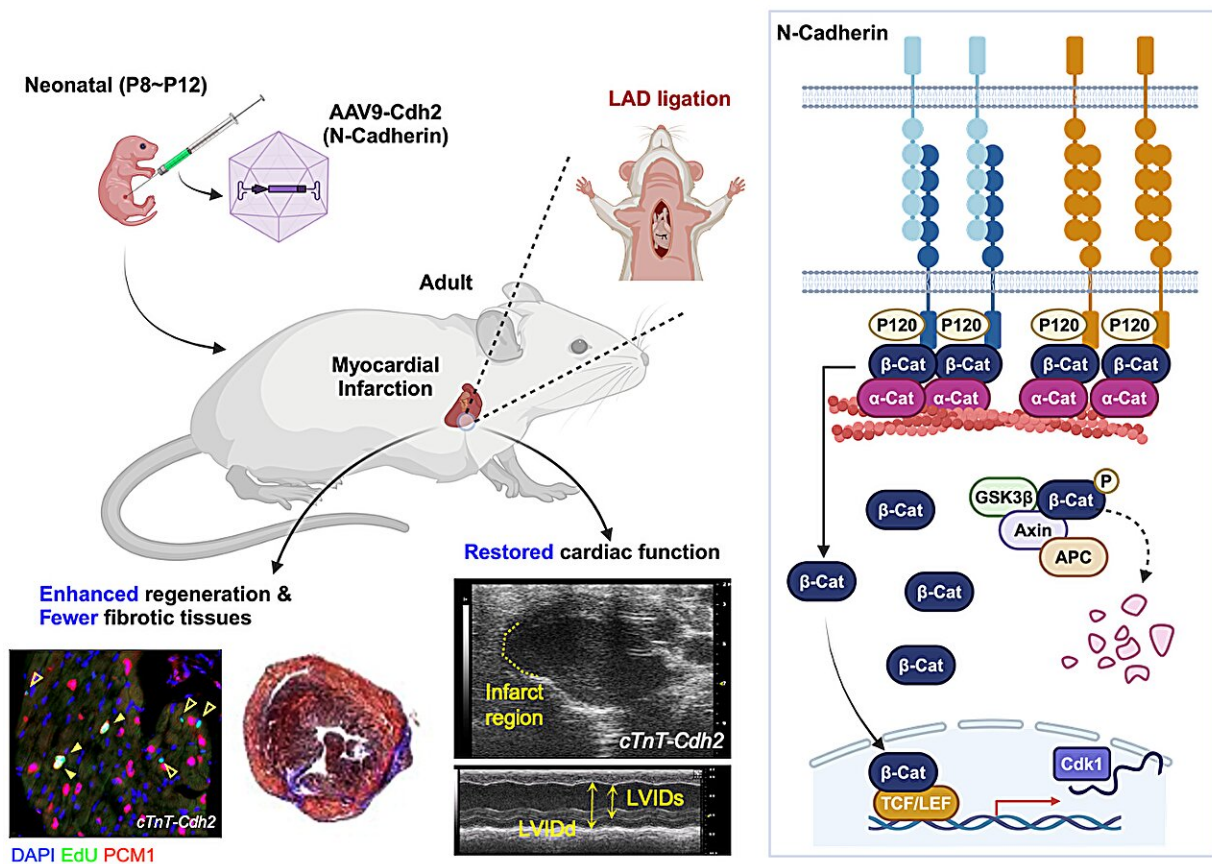 Neonatal (P8~P12)
AAV9-Cdh2
(N-Cadherin)
LAD ligation
Adult
Myocardial
Infarction
Enhanced regeneration &
Fewer fibrotic tissues
cTnT-Cdh2
DAPI EdU PCM1
Restored cardiac function
Infarct
region
cTnT-Cdh2
LVIDs
LVIDd
N-Cadherin
P120 P120 P120 P120
β-Cat β-Cat β-Cat β-Cat
α-Cat α-Cat α-Cat α-Cat
β-Cat
GSK3β β-Cat P
Axin
APC
β-Cat
β-Cat
β-Cat
β-Cat
TCF/LEF
Cdk1